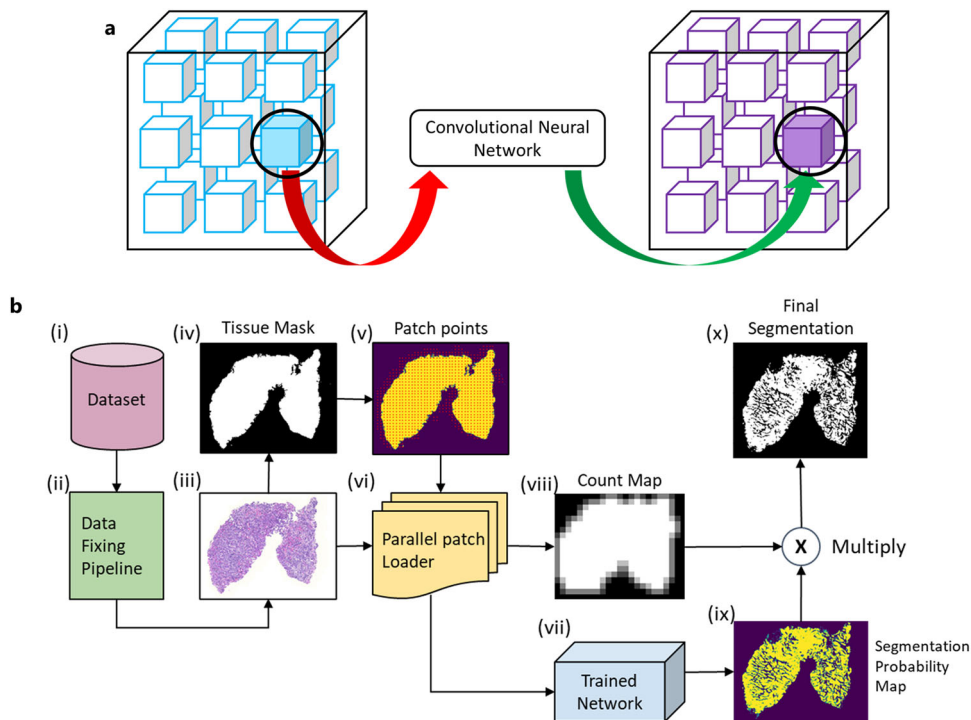 a
Convolutional Neural
Network
b
(i)
Dataset
(ii)
Data
Fixing
Pipeline
(iii)
(iv)
Tissue Mask
(v)
Patch points
(vi)
Parallel patch
Loader
(vii)
Trained
Network
(viii)
Count Map
(ix)
Segmentation
Probability
Map
X
Multiply
(x)
Final
Segmentation